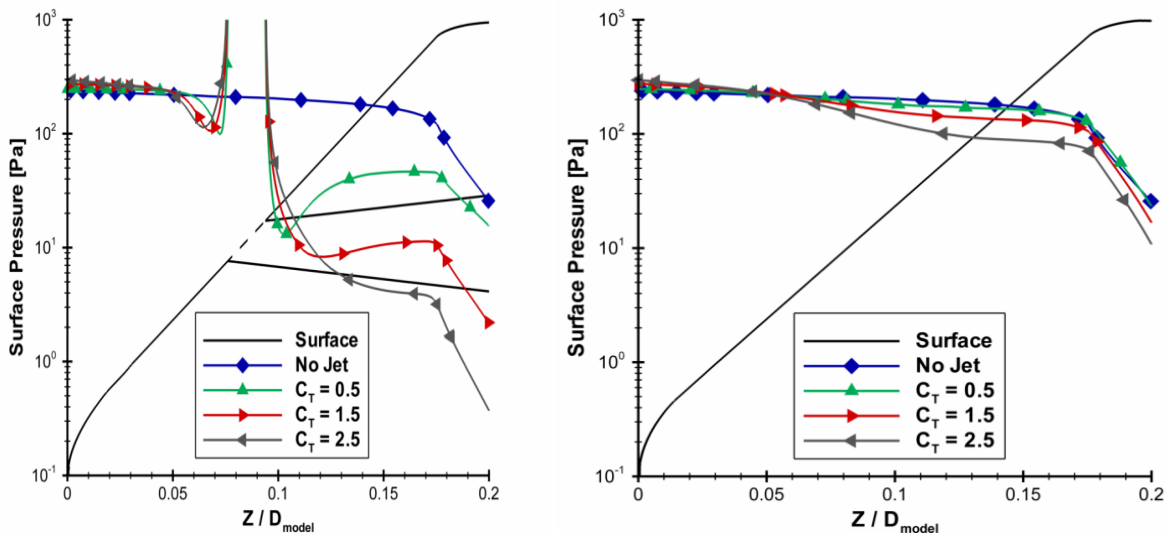 10³
10²
10¹
10⁰
10⁻¹
Surface Pressure [Pa]
Surface
No Jet
C_T = 0.5
C_T = 1.5
C_T = 2.5
0 0.05 0.1 0.15 0.2
Z / D_model
10³
10²
10¹
10⁰
10⁻¹
Surface Pressure [Pa]
Surface
No Jet
C_T = 0.5
C_T = 1.5
C_T = 2.5
0 0.05 0.1 0.15 0.2
Z / D_model